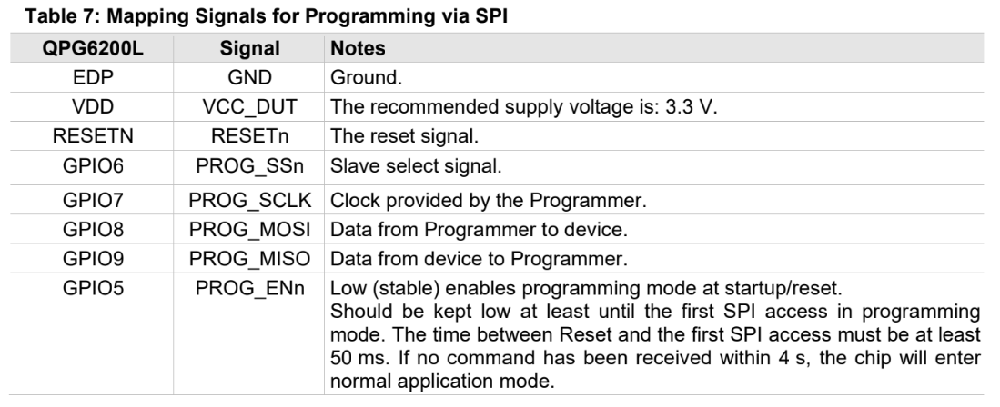 Table 7: Mapping Signals for Programming via SPI
QPG6200L Signal Notes
EDP GND Ground.
VDD VCC_DUT The recommended supply voltage is: 3.3 V.
RESETN RESETn The reset signal.
GPIO6 PROG_SSn Slave select signal.
GPIO7 PROG_SCLK Clock provided by the Programmer.
GPIO8 PROG_MOSI Data from Programmer to device.
GPIO9 PROG_MISO Data from device to Programmer.
GPIO5 PROG_ENn Low (stable) enables programming mode at startup/reset.
Should be kept low at least until the first SPI access in programming
mode. The time between Reset and the first SPI access must be at least
50 ms. If no command has been received within 4 s, the chip will enter
normal application mode.